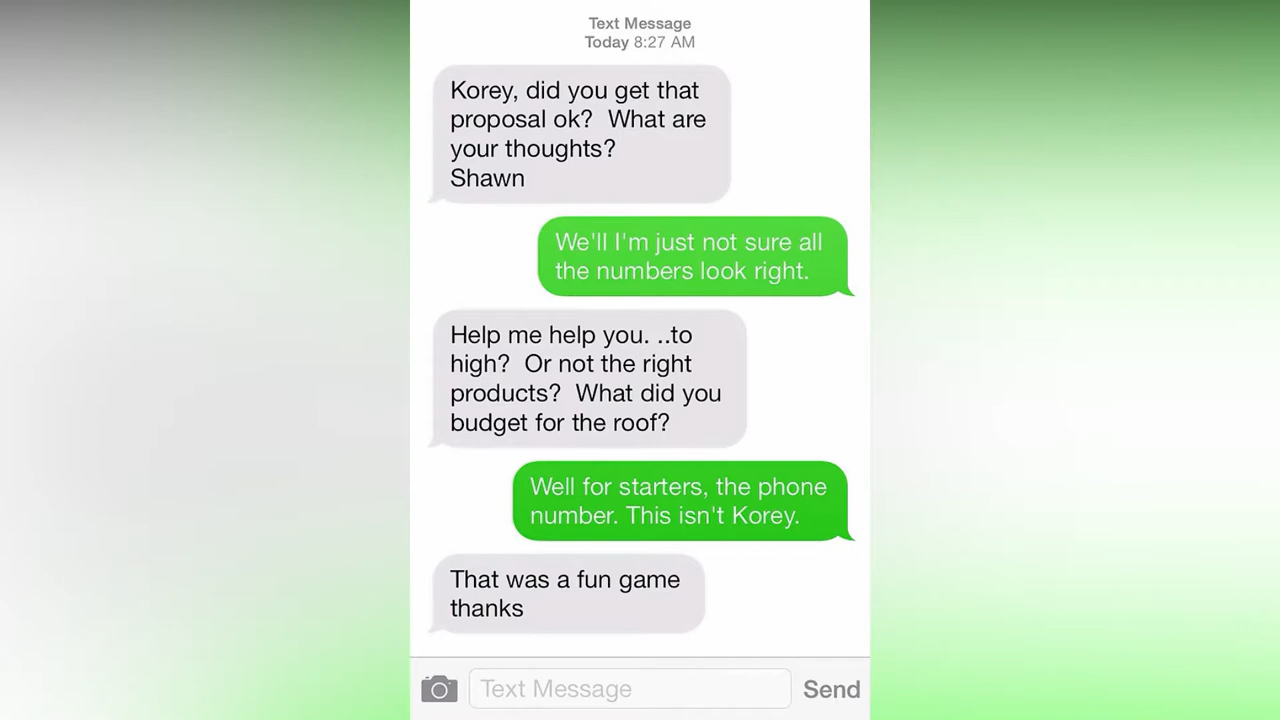 Text Message
Today 8:27 AM
Korey, did you get that
proposal ok?  What are
your thoughts?
Shawn
We'll I'm just not sure all
the numbers look right.
Help me help you. ..to
high?  Or not the right
products?  What did you
budget for the roof?
Well for starters, the phone
number. This isn't Korey.
That was a fun game
thanks
Text Message
Send